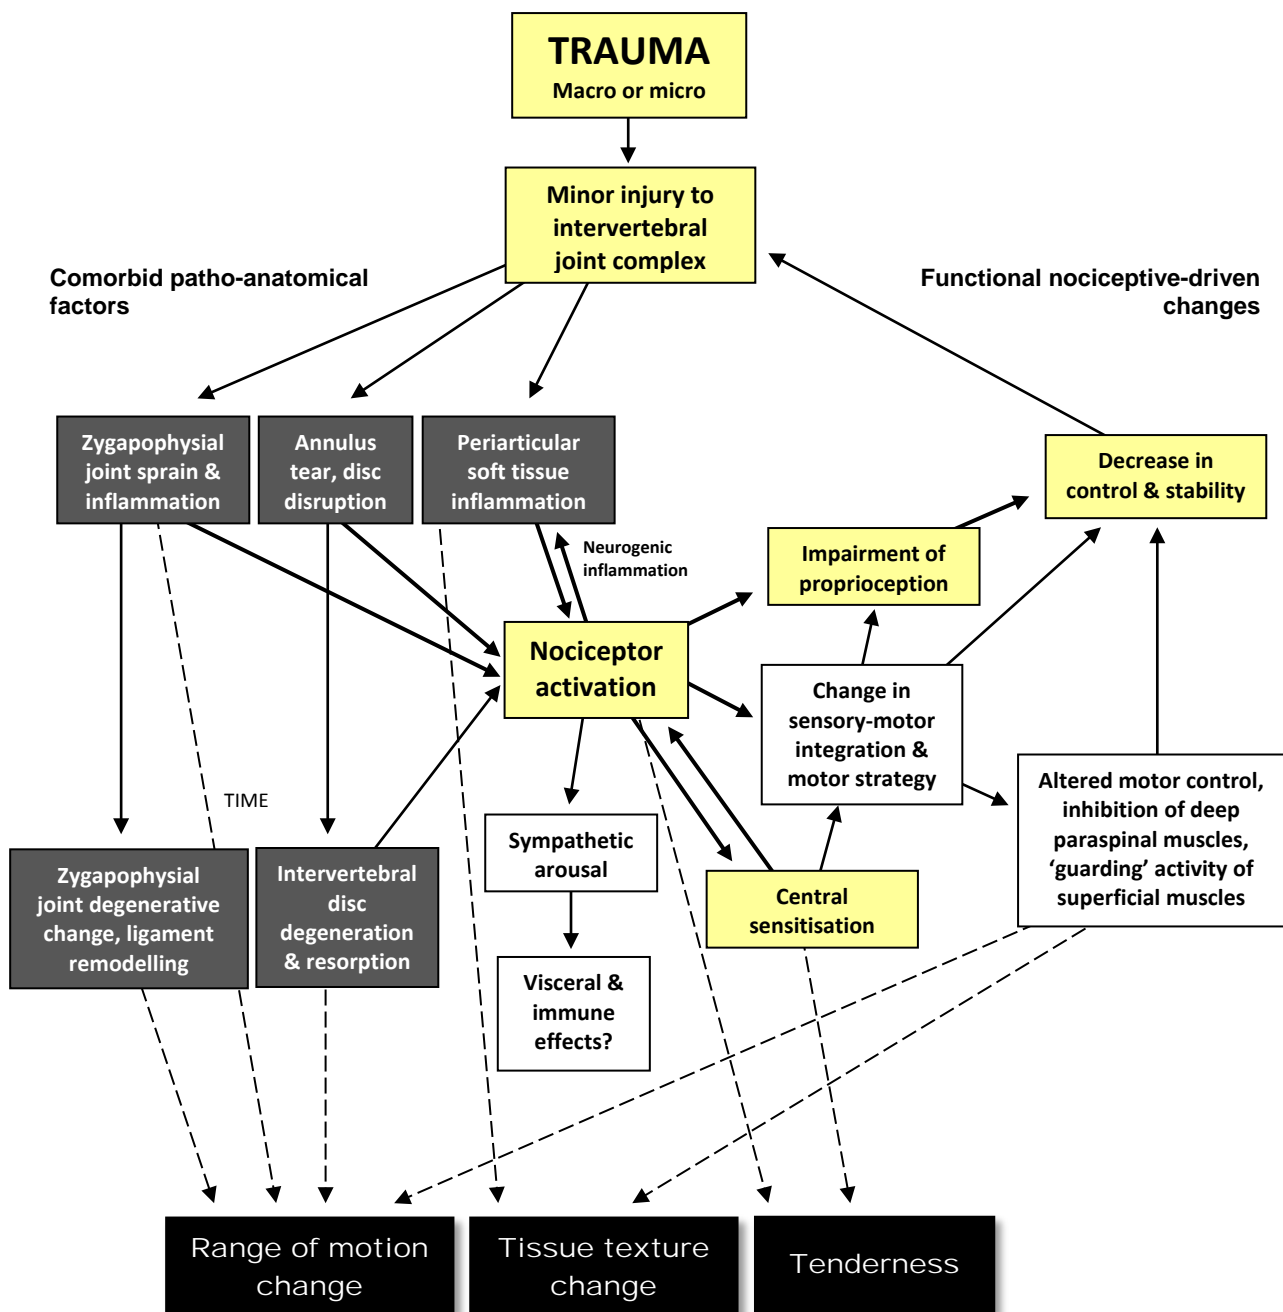 TRAUMA
Macro or micro
Minor injury to
intervertebral
joint complex
Comorbid patho-anatomical
factors
Functional nociceptive-driven
changes
Zygapophysial
joint sprain &
inflammation
Annulus
tear, disc
disruption
Periarticular
soft tissue
inflammation
Decrease in
control & stability
Neurogenic
inflammation
Impairment of
proprioception
Nociceptor
activation
Change in
sensory-motor
integration &
motor strategy
Altered motor control,
inhibition of deep
paraspinal muscles,
‘guarding’ activity of
superficial muscles
TIME
Zygapophysial
joint degenerative
change, ligament
remodelling
Intervertebral
disc
degeneration
& resorption
Sympathetic
arousal
Central
sensitisation
Visceral &
immune
effects?
Range of motion
change
Tissue texture
change
Tenderness